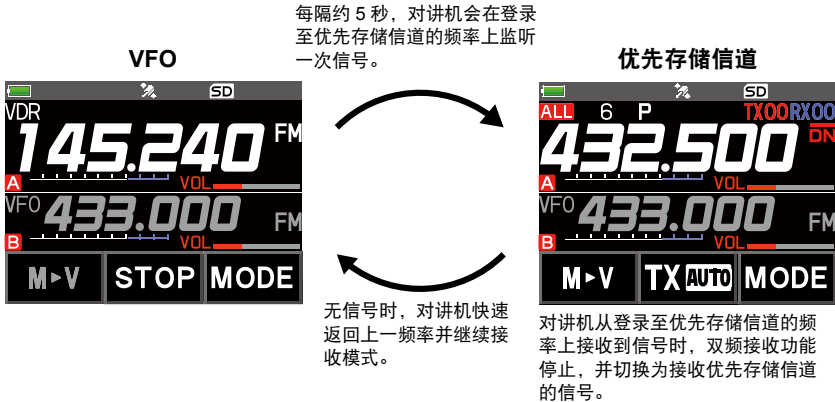 每隔约 5 秒，对讲机会在登录
至优先存储信道的频率上监听
一次信号。
VFO
SD
VDR
145.240 FM
A
VOL
VFO 433.000 FM
B
VOL
M▶V STOP MODE
优先存储信道
SD
ALL 6 P TX00RX00
432.500 DN
A
VOL
VFO 433.000 FM
B
VOL
M▶V TX AUTO MODE
无信号时，对讲机快速
返回上一频率并继续接
收模式。
对讲机从登录至优先存储信道的频
率上接收到信号时，双频接收功能
停止，并切换为接收优先存储信道
的信号。